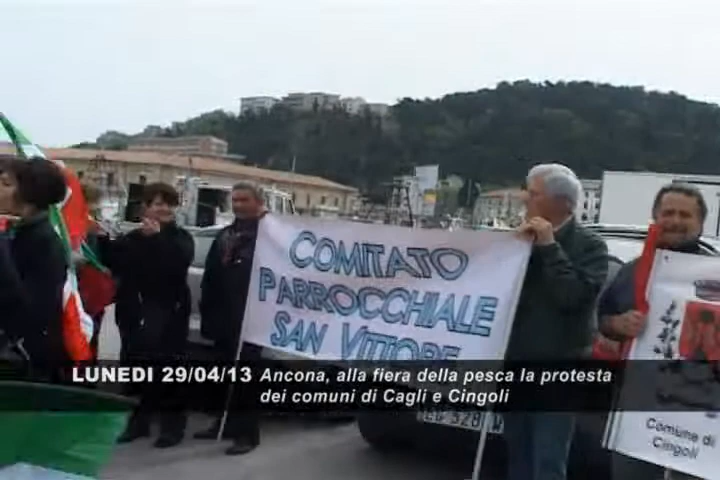 COMITATO
PARROCCHIALE
SAN VITTORE
LUNEDI 29/04/13 Ancona, alla fiera della pesca la protesta
dei comuni di Cagli e Cingoli
Comune di
Cingoli